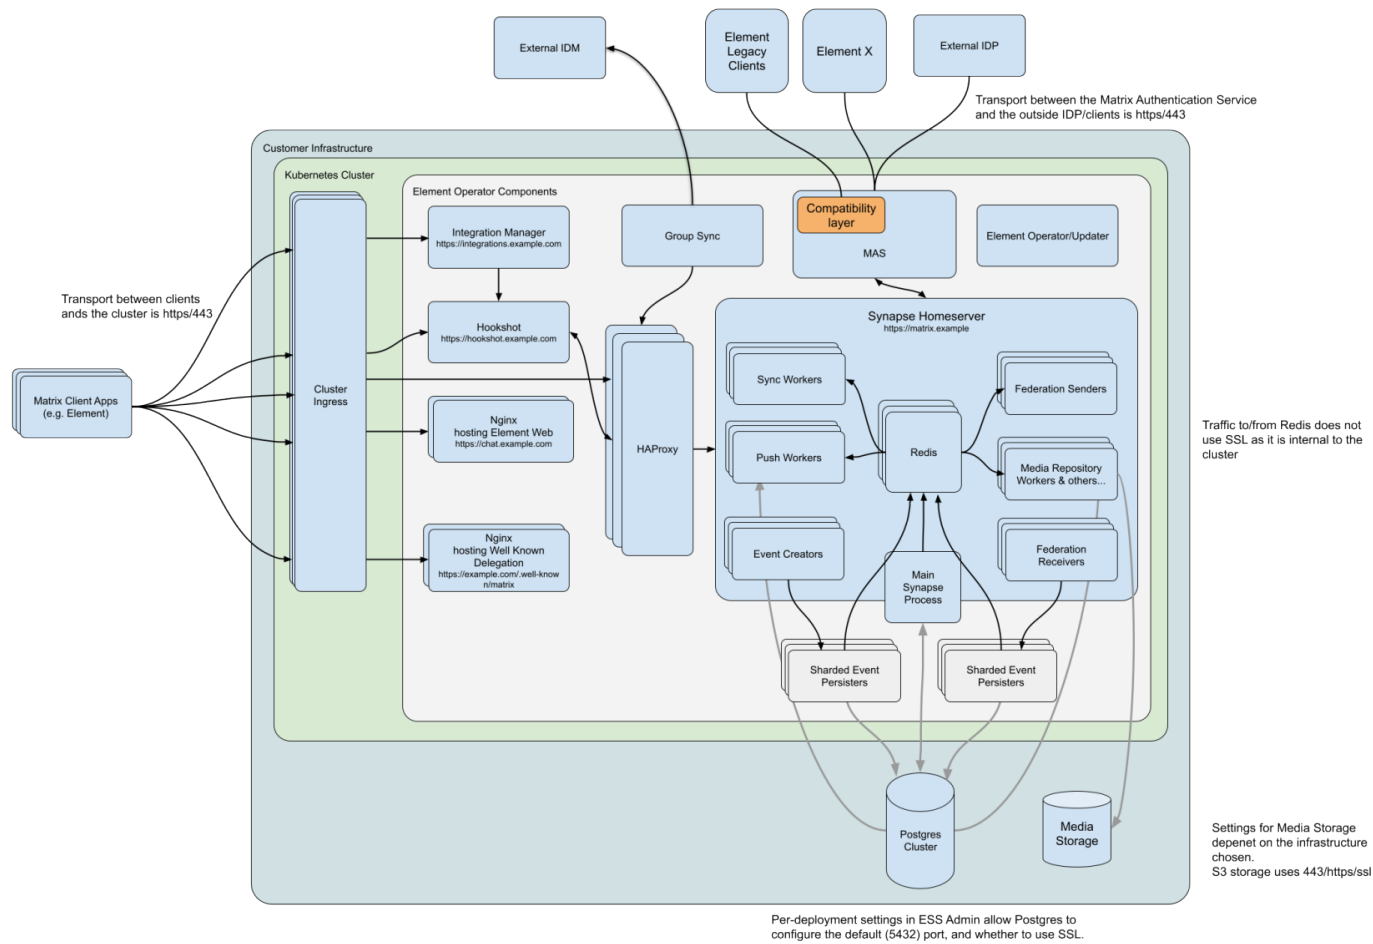 External IDM
Element
Legacy
Clients
Element X
External IDP
Transport between the Matrix Authentication Service
and the outside IDP/clients is https/443
Customer Infrastructure
Kubernetes Cluster
Element Operator Components
Integration Manager
https://integrations.example.com
Group Sync
Compatibility
layer
MAS
Element Operator/Updater
Transport between clients
ands the cluster is https/443
Hookshot
https://hookshot.example.com
Synapse Homeserver
https://matrix.example
Matrix Client Apps
(e.g. Element)
Cluster
Ingress
Nginx
hosting Element Web
https://chat.example.com
HAProxy
Sync Workers
Federation Senders
Push Workers
Redis
Media Repository
Workers & others...
Traffic to/from Redis does not
use SSL as it is internal to the
cluster
Nginx
hosting Well Known
Delegation
https://example.com/.well-know
n/matrix
Event Creators
Federation
Receivers
Main
Synapse
Process
Sharded Event
Persisters
Sharded Event
Persisters
Postgres
Cluster
Media
Storage
Settings for Media Storage
depenet on the infrastructure
chosen.
S3 storage uses 443/https/ssl
Per-deployment settings in ESS Admin allow Postgres to
configure the default (5432) port, and whether to use SSL.